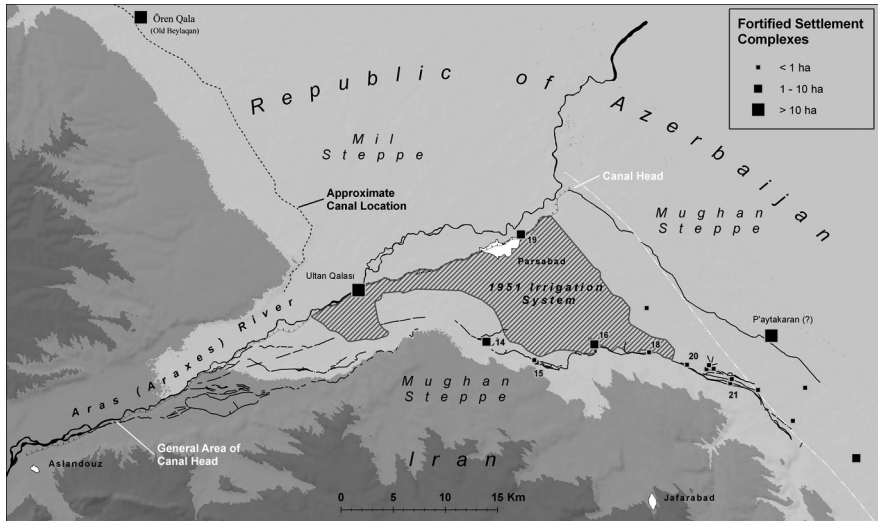 Ören Qala
(Old Beylaqan)
Republic of Azerbaijan
Fortified Settlement
Complexes
< 1 ha
1 - 10 ha
> 10 ha
Mil
Steppe
Canal Head
Approximate
Canal Location
Mughan
Steppe
19
Parsabad
Ultan Qalası
1951 Irrigation
System
P'aytakaran (?)
14
16
18
15
20
21
Aras (Araxes) River
Mughan
Steppe
General Area of
Canal Head
Iran
Aslandouz
0 5 10 15 Km
Jafarabad